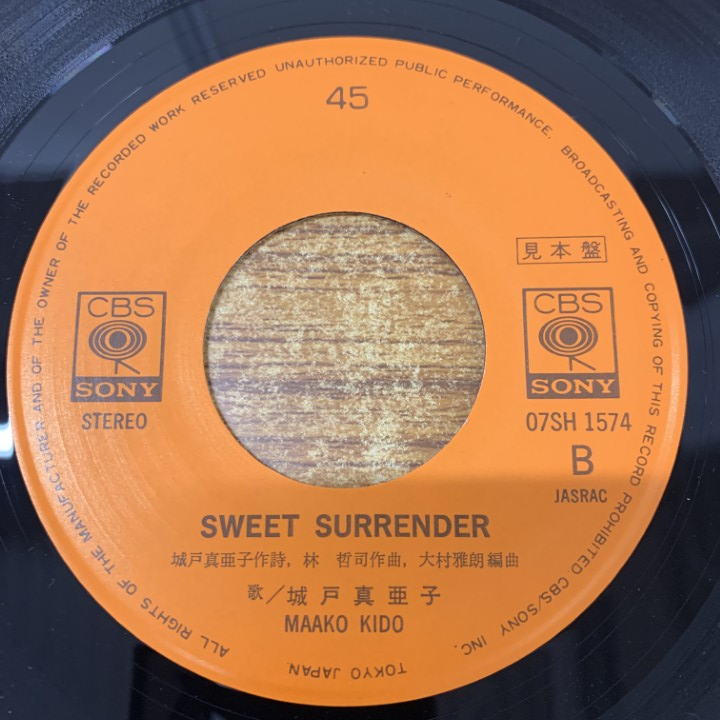 ALL RIGHTS OF THE MANUFACTURER AND OF THE OWNER OF THE RECORDED WORK RESERVED UNAUTHORIZED PUBLIC PERFORMANCE. BROADCASTING AND COPYING OF THIS RECORD PROHIBITED CBS/SONY INC. TOKYO JAPAN.
45
見本盤
CBS
SONY
STEREO
CBS
SONY
07SH 1574
B
JASRAC
SWEET SURRENDER
城戸真亜子作詩, 林 哲司作曲, 大村雅朗編曲
歌/城戸真亜子
MAAKO KIDO